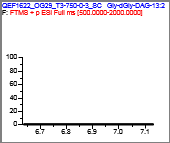 QEF1622_OG29_T3-750-0-3_SC Gly-dGly-DAG-13:2
F: FTMS + p ESI Full ms [500.0000-2000.0000]
100
80
60
40
20
0
6.7 6.8 6.9 7.0 7.1